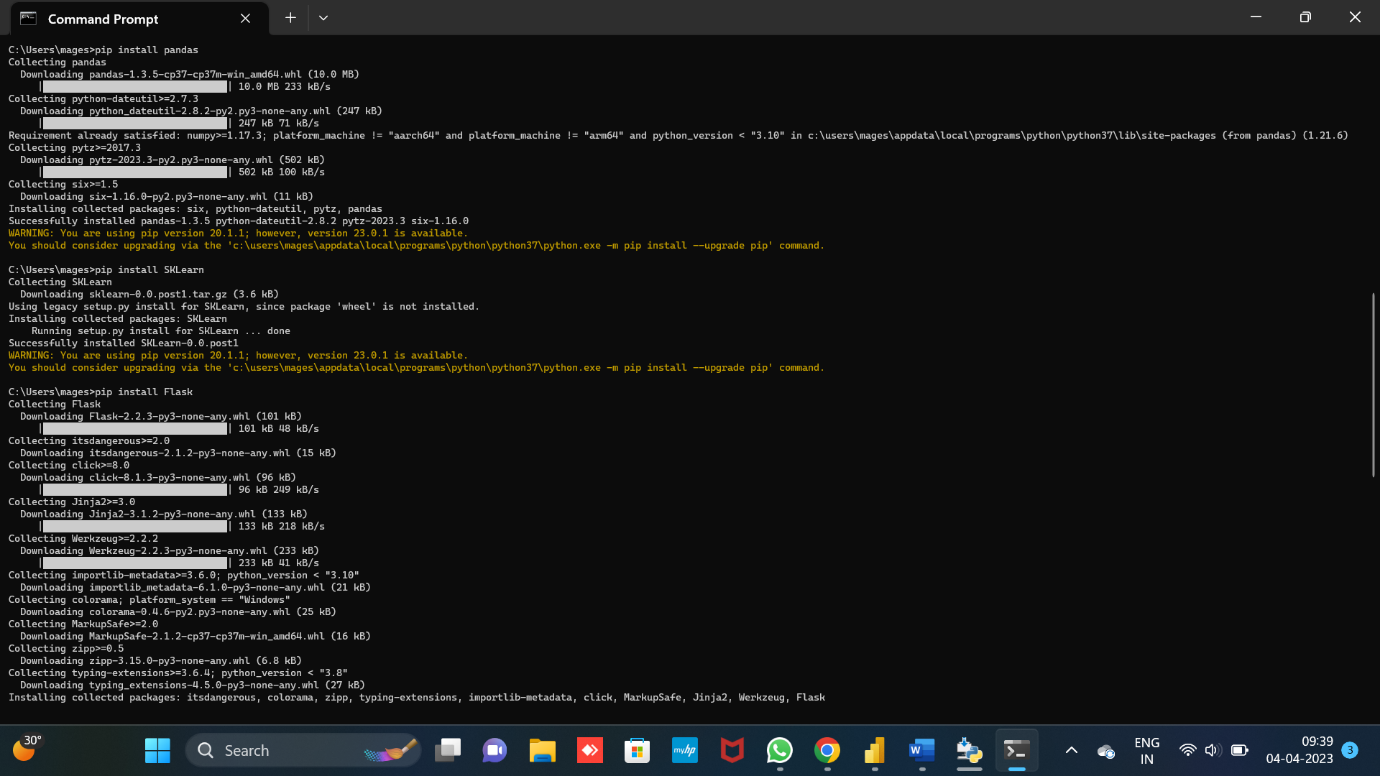 Command Prompt
C:\Users\mages>pip install pandas
Collecting pandas
  Downloading pandas-1.3.5-cp37-cp37m-win_amd64.whl (10.0 MB)
     |████████████████████████████████| 10.0 MB 233 kB/s
Collecting python-dateutil>=2.7.3
  Downloading python_dateutil-2.8.2-py2.py3-none-any.whl (247 kB)
     |████████████████████████████████| 247 kB 71 kB/s
Requirement already satisfied: numpy>=1.17.3; platform_machine != "aarch64" and platform_machine != "arm64" and python_version < "3.10" in c:\users\mages\appdata\local\programs\python\python37\lib\site-packages (from pandas) (1.21.6)
Collecting pytz>=2017.3
  Downloading pytz-2023.3-py2.py3-none-any.whl (502 kB)
     |████████████████████████████████| 502 kB 100 kB/s
Collecting six>=1.5
  Downloading six-1.16.0-py2.py3-none-any.whl (11 kB)
Installing collected packages: six, python-dateutil, pytz, pandas
Successfully installed pandas-1.3.5 python-dateutil-2.8.2 pytz-2023.3 six-1.16.0
WARNING: You are using pip version 20.1.1; however, version 23.0.1 is available.
You should consider upgrading via the 'c:\users\mages\appdata\local\programs\python\python37\python.exe -m pip install --upgrade pip' command.
C:\Users\mages>pip install SKLearn
Collecting SKLearn
  Downloading sklearn-0.0.post1.tar.gz (3.6 kB)
Using legacy setup.py install for SKLearn, since package 'wheel' is not installed.
Installing collected packages: SKLearn
    Running setup.py install for SKLearn ... done
Successfully installed SKLearn-0.0.post1
WARNING: You are using pip version 20.1.1; however, version 23.0.1 is available.
You should consider upgrading via the 'c:\users\mages\appdata\local\programs\python\python37\python.exe -m pip install --upgrade pip' command.
C:\Users\mages>pip install Flask
Collecting Flask
  Downloading Flask-2.2.3-py3-none-any.whl (101 kB)
     |████████████████████████████████| 101 kB 48 kB/s
Collecting itsdangerous>=2.0
  Downloading itsdangerous-2.1.2-py3-none-any.whl (15 kB)
Collecting click>=8.0
  Downloading click-8.1.3-py3-none-any.whl (96 kB)
     |████████████████████████████████| 96 kB 249 kB/s
Collecting Jinja2>=3.0
  Downloading Jinja2-3.1.2-py3-none-any.whl (133 kB)
     |████████████████████████████████| 133 kB 218 kB/s
Collecting Werkzeug>=2.2.2
  Downloading Werkzeug-2.2.3-py3-none-any.whl (233 kB)
     |████████████████████████████████| 233 kB 41 kB/s
Collecting importlib-metadata>=3.6.0; python_version < "3.10"
  Downloading importlib_metadata-6.1.0-py3-none-any.whl (21 kB)
Collecting colorama; platform_system == "Windows"
  Downloading colorama-0.4.6-py2.py3-none-any.whl (25 kB)
Collecting MarkupSafe>=2.0
  Downloading MarkupSafe-2.1.2-cp37-cp37m-win_amd64.whl (16 kB)
Collecting zipp>=0.5
  Downloading zipp-3.15.0-py3-none-any.whl (6.8 kB)
Collecting typing-extensions>=3.6.4; python_version < "3.8"
  Downloading typing_extensions-4.5.0-py3-none-any.whl (27 kB)
Installing collected packages: itsdangerous, colorama, zipp, typing-extensions, importlib-metadata, click, MarkupSafe, Jinja2, Werkzeug, Flask
30°
Search
myhp
ENG
IN
09:39
04-04-2023
3